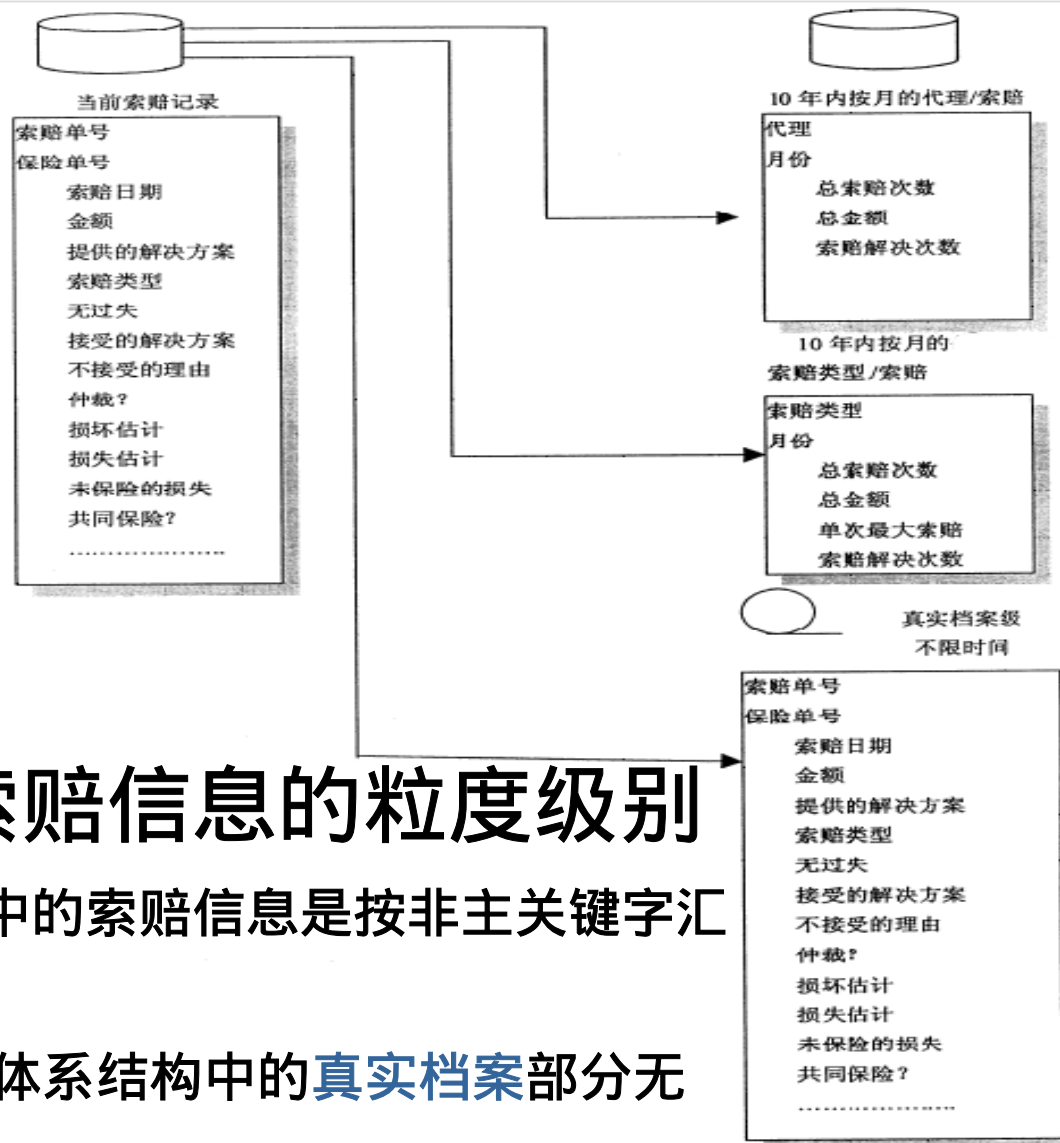 当前索赔记录
索赔单号
保险单号
索赔日期
金额
提供的解决方案
索赔类型
无过失
接受的解决方案
不接受的理由
仲裁?
损坏估计
损失估计
未保险的损失
共同保险?
...................
10 年内按月的代理/索赔
代理
月份
总索赔次数
总金额
索赔解决次数
10 年内按月的
索赔类型/索赔
索赔类型
月份
总索赔次数
总金额
单次最大索赔
索赔解决次数
真实档案级
不限时间
索赔单号
保险单号
索赔日期
金额
提供的解决方案
索赔类型
无过失
接受的解决方案
不接受的理由
仲裁?
损坏估计
损失估计
未保险的损失
共同保险?
...................
赔信息的粒度级别
中的索赔信息是按非主关键字汇
体系结构中的真实档案部分无